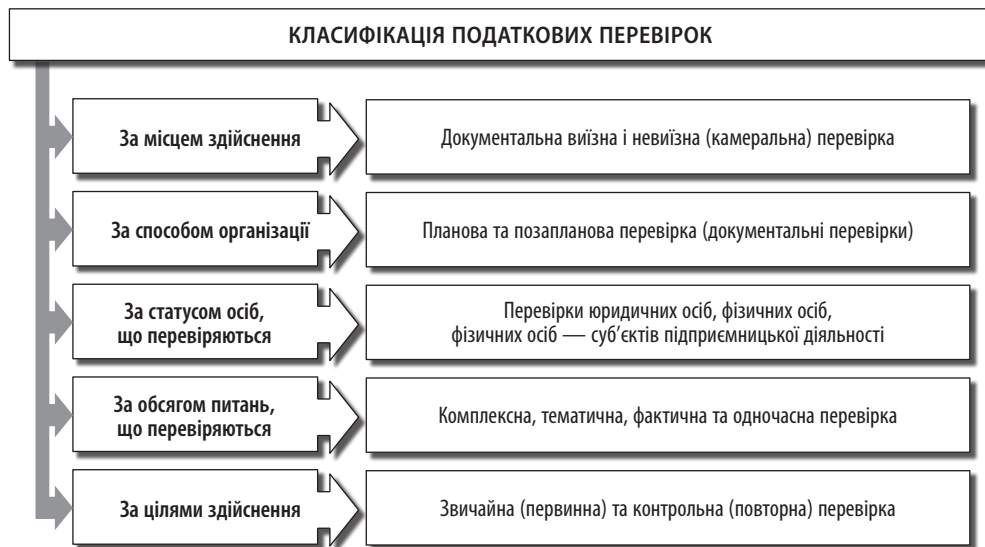 КЛАСИФІКАЦІЯ ПОДАТКОВИХ ПЕРЕВІРОК
За місцем здійснення
Документальна виїзна і невиїзна (камеральна) перевірка
За способом організації
Планова та позапланова перевірка (документальні перевірки)
За статусом осіб,
що перевіряються
Перевірки юридичних осіб, фізичних осіб,
фізичних осіб — суб’єктів підприємницької діяльності
За обсягом питань,
що перевіряються
Комплексна, тематична, фактична та одночасна перевірка
За цілями здійснення
Звичайна (первинна) та контрольна (повторна) перевірка